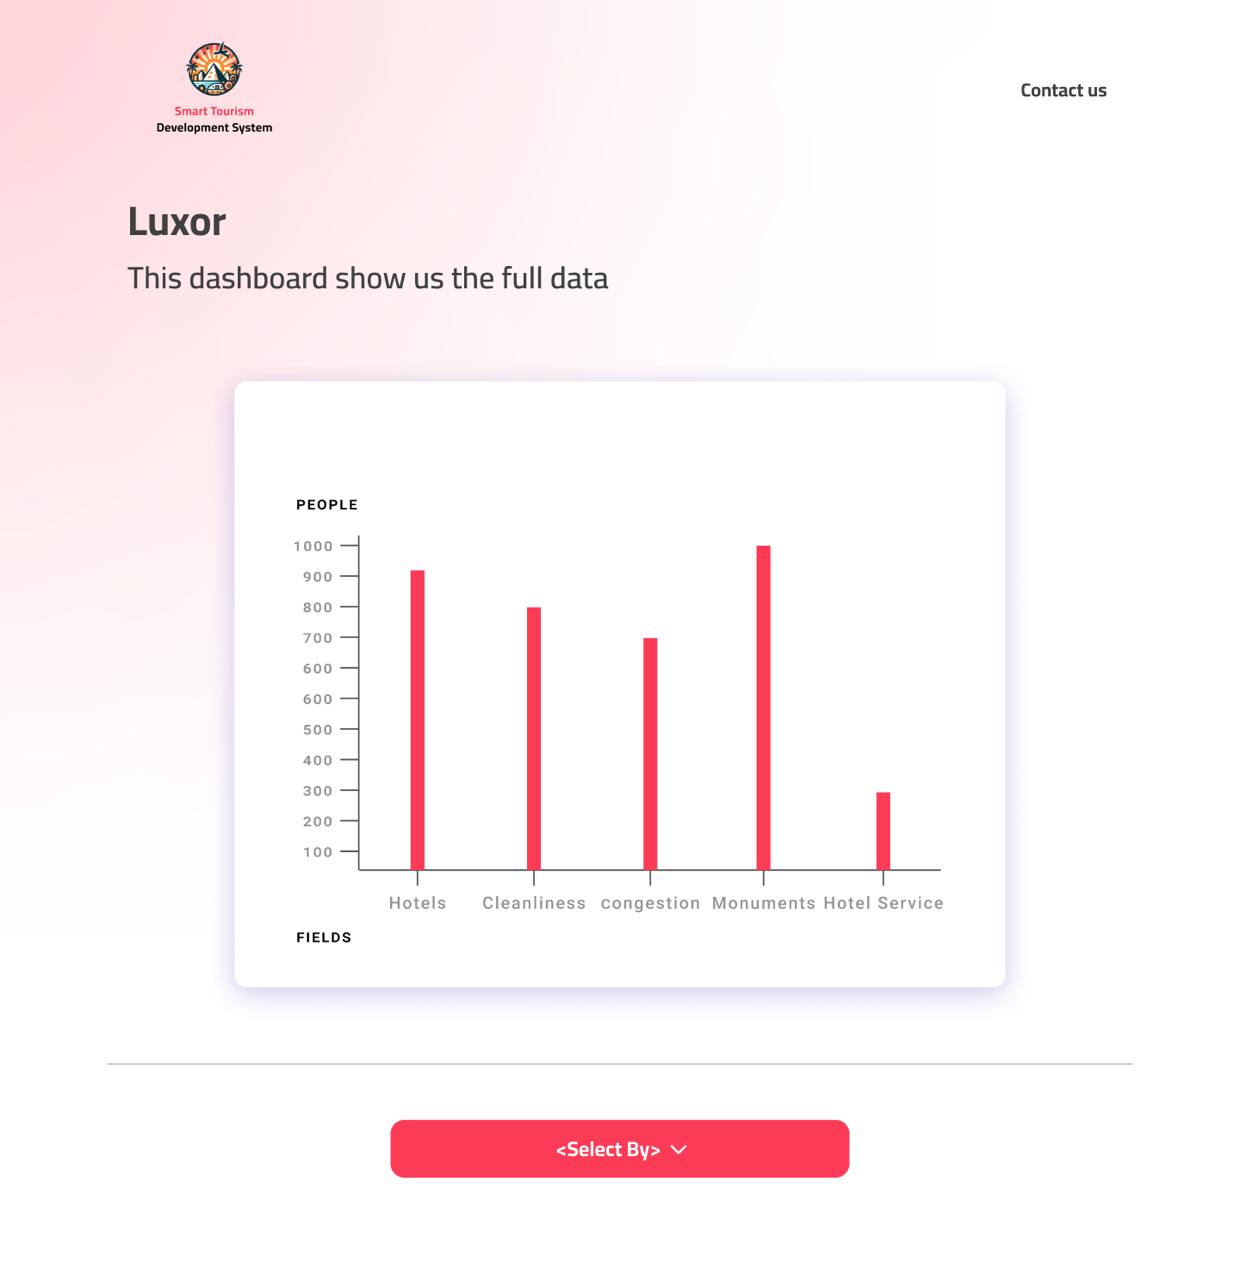 Smart Tourism
Development System
Contact us
Luxor
This dashboard show us the full data
PEOPLE
1000
900
800
700
600
600
500
400
300
200
100
Hotels Cleanliness congestion Monuments Hotel Service
FIELDS
<Select By>